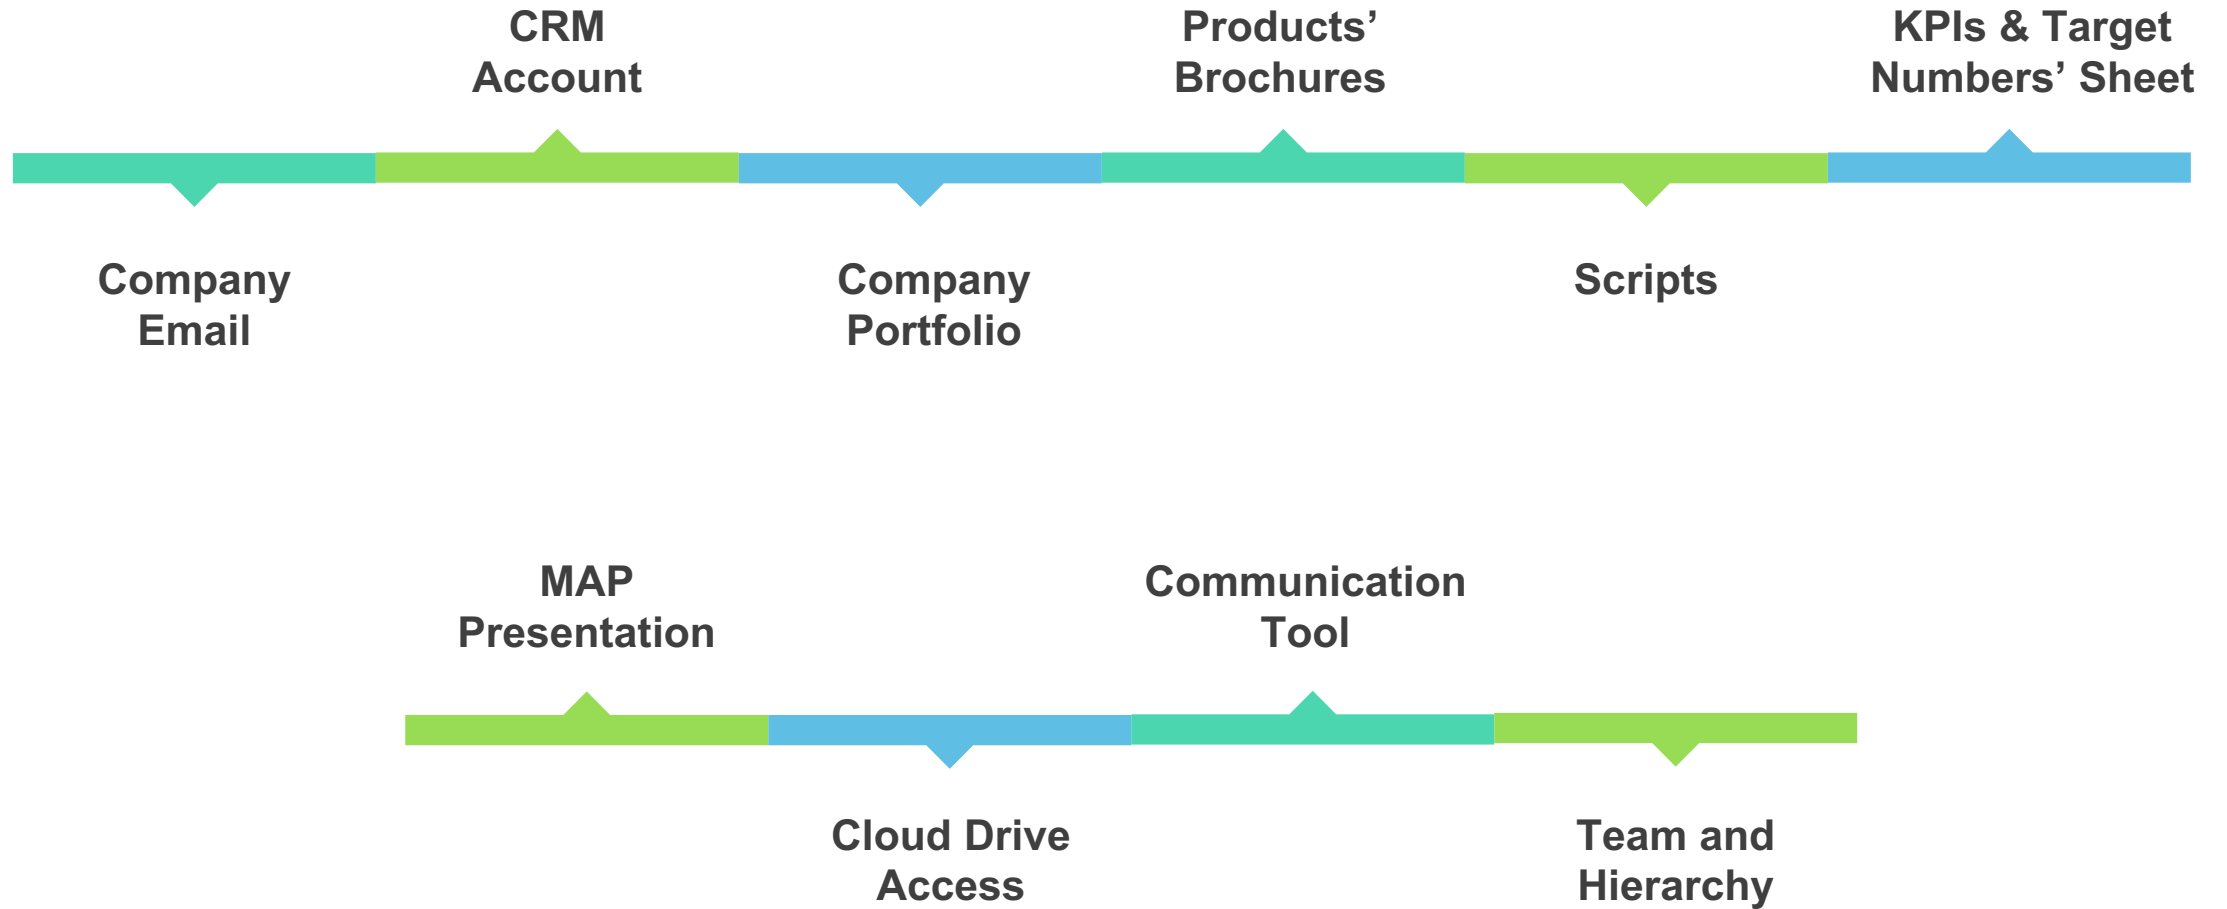 CRM
Account
Products’
Brochures
KPIs & Target
Numbers’ Sheet
Company
Email
Company
Portfolio
Scripts
MAP
Presentation
Communication
Tool
Cloud Drive
Access
Team and
Hierarchy